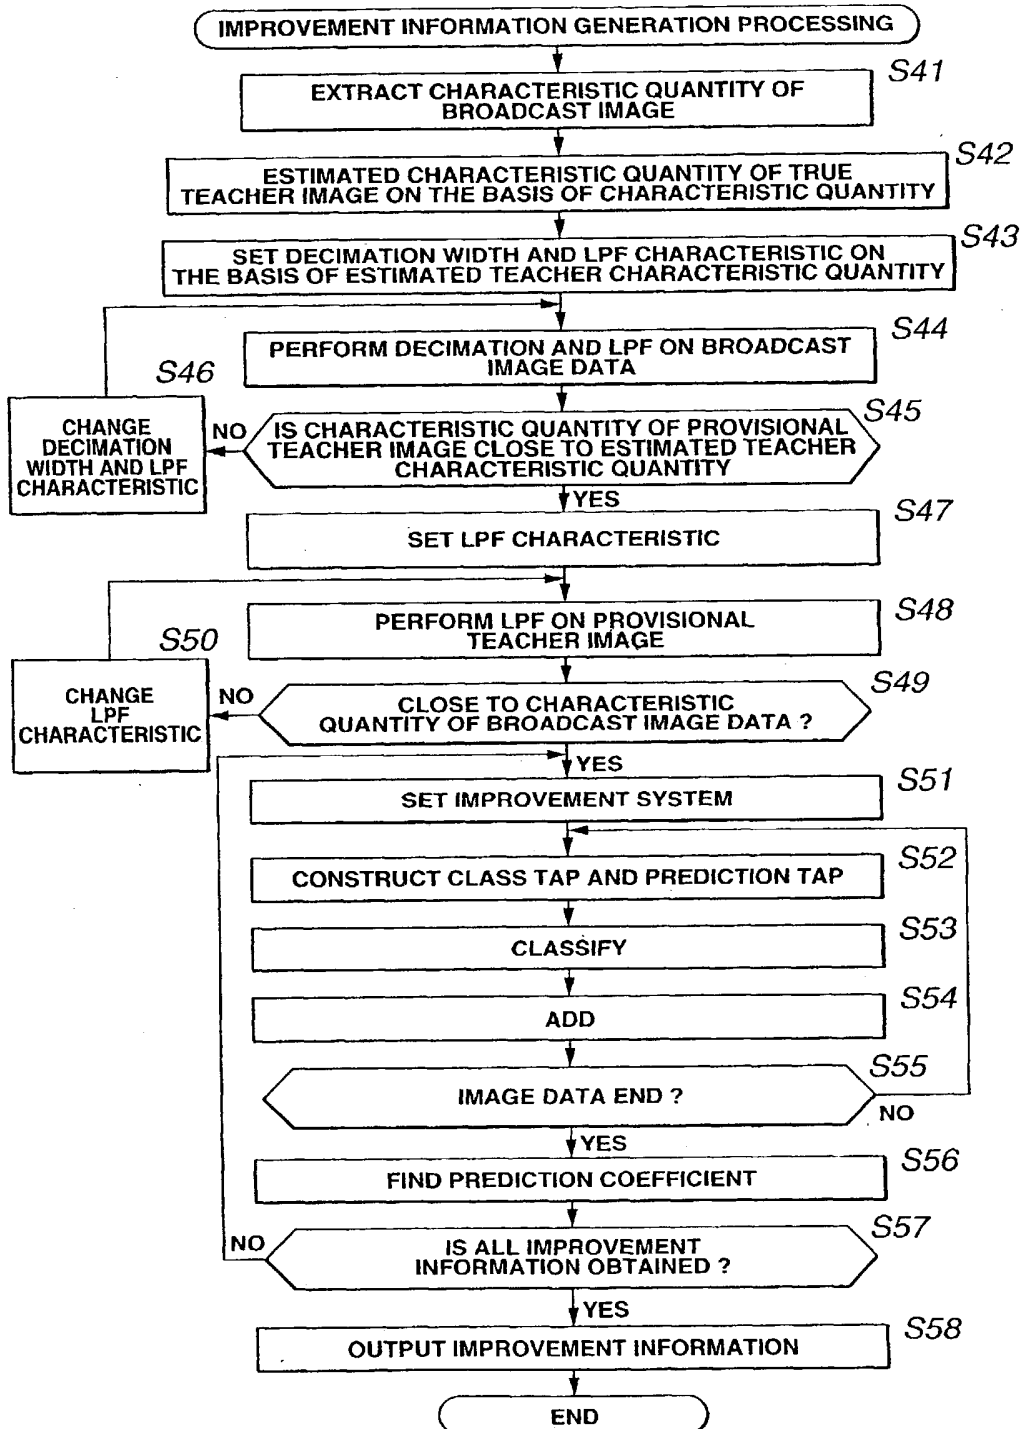 IMPROVEMENT INFORMATION GENERATION PROCESSING
S41
EXTRACT CHARACTERISTIC QUANTITY OF
BROADCAST IMAGE
S42
ESTIMATED CHARACTERISTIC QUANTITY OF TRUE
TEACHER IMAGE ON THE BASIS OF CHARACTERISTIC QUANTITY
S43
SET DECIMATION WIDTH AND LPF CHARACTERISTIC ON
THE BASIS OF ESTIMATED TEACHER CHARACTERISTIC QUANTITY
S44
PERFORM DECIMATION AND LPF ON BROADCAST
IMAGE DATA
S46
CHANGE
DECIMATION
WIDTH AND LPF
CHARACTERISTIC
NO
S45
IS CHARACTERISTIC QUANTITY OF PROVISIONAL
TEACHER IMAGE CLOSE TO ESTIMATED TEACHER
CHARACTERISTIC QUANTITY
YES
S47
SET LPF CHARACTERISTIC
S48
PERFORM LPF ON PROVISIONAL
TEACHER IMAGE
S50
CHANGE
LPF
CHARACTERISTIC
NO
S49
CLOSE TO CHARACTERISTIC
QUANTITY OF BROADCAST IMAGE DATA ?
YES
S51
SET IMPROVEMENT SYSTEM
S52
CONSTRUCT CLASS TAP AND PREDICTION TAP
S53
CLASSIFY
S54
ADD
S55
IMAGE DATA END ?
NO
YES
S56
FIND PREDICTION COEFFICIENT
S57
NO
IS ALL IMPROVEMENT
INFORMATION OBTAINED ?
YES
S58
OUTPUT IMPROVEMENT INFORMATION
END